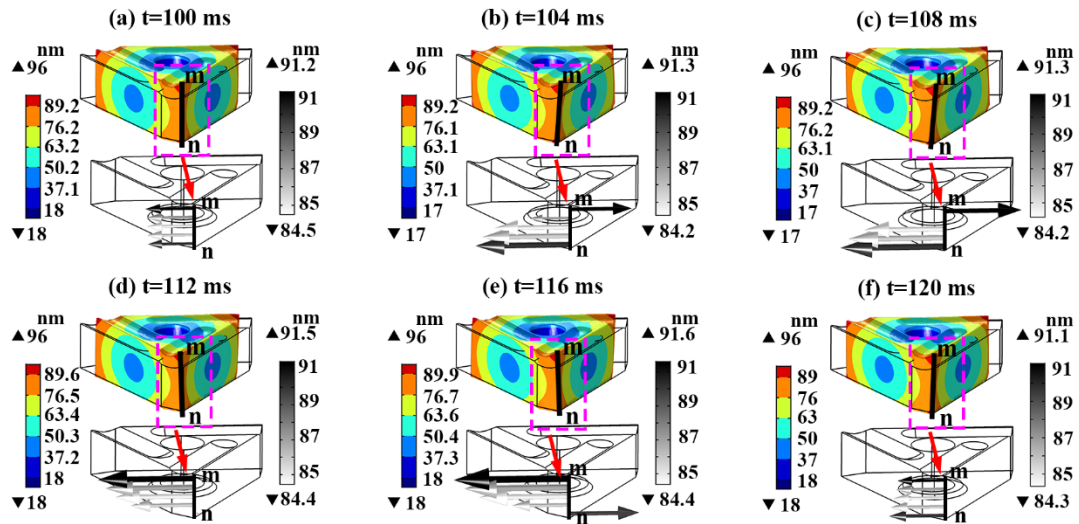 (a) t=100 ms
nm
▲96
89.2
76.2
63.2
50.2
37.1
18
▼18
m
n
m
n
nm
▲91.2
91
89
87
85
▼84.5
(b) t=104 ms
nm
▲96
89.2
76.1
63.1
50
37.1
17
▼17
m
n
m
n
nm
▲91.3
91
89
87
85
▼84.2
(c) t=108 ms
nm
▲96
89.2
76.2
63.1
50
37
17
▼17
m
n
m
n
nm
▲91.3
91
89
87
85
▼84.2
(d) t=112 ms
nm
▲96
89.6
76.5
63.4
50.3
37.2
18
▼18
m
n
m
n
nm
▲91.5
91
89
87
85
▼84.4
(e) t=116 ms
nm
▲96
89.9
76.7
63.6
50.4
37.3
18
▼18
m
n
m
n
nm
▲91.6
91
89
87
85
▼84.4
(f) t=120 ms
nm
▲96
89
76
63
50
37
18
▼18
m
n
m
n
nm
▲91.1
91
89
87
85
▼84.3